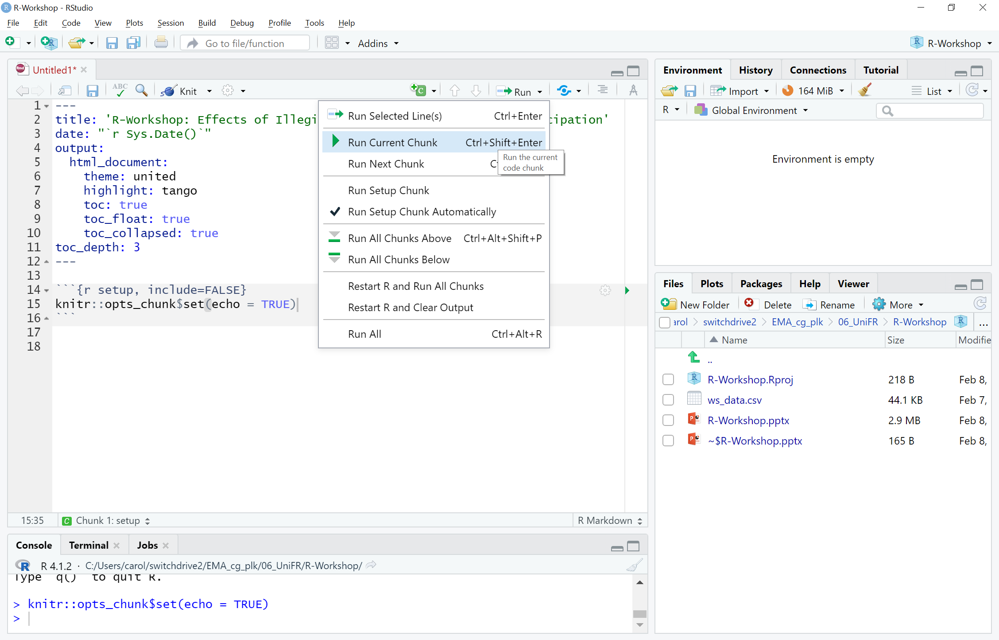 R-Workshop - RStudio
File Edit Code View Plots Session Build Debug Profile Tools Help
Go to file/function Addins R-Workshop
Untitled1*
ABC Knit Run
1 ---
2 title: 'R-Workshop: Effects of Illegi cipation'
3 date: "`r Sys.Date()`"
4 output:
5 html_document:
6 theme: united
7 highlight: tango
8 toc: true
9 toc_float: true
10 toc_collapsed: true
11 toc_depth: 3
12 ---
13
14 ```{r setup, include=FALSE}
15 knitr::opts_chunk$set(echo = TRUE)
16 ```
17
18
Run Selected Line(s) Ctrl+Enter
Run Current Chunk Ctrl+Shift+Enter
Run Next Chunk
Run the current
code chunk
Run Setup Chunk
Run Setup Chunk Automatically
Run All Chunks Above Ctrl+Alt+Shift+P
Run All Chunks Below
Restart R and Run All Chunks
Restart R and Clear Output
Run All Ctrl+Alt+R
15:35 C Chunk 1: setup R Markdown
Console Terminal Jobs
R 4.1.2 · C:/Users/carol/switchdrive2/EMA_cg_plk/06_UniFR/R-Workshop/
Type q() to quit R.
> knitr::opts_chunk$set(echo = TRUE)
>
Environment History Connections Tutorial
Import 164 MiB List
R Global Environment
Environment is empty
Files Plots Packages Help Viewer
New Folder Delete Rename More
arol switchdrive2 EMA_cg_plk 06_UniFR R-Workshop ...
Name Size Modifie
..
R-Workshop.Rproj 218 B Feb 8,
ws_data.csv 44.1 KB Feb 7,
R-Workshop.pptx 2.9 MB Feb 8,
~$R-Workshop.pptx 165 B Feb 8,